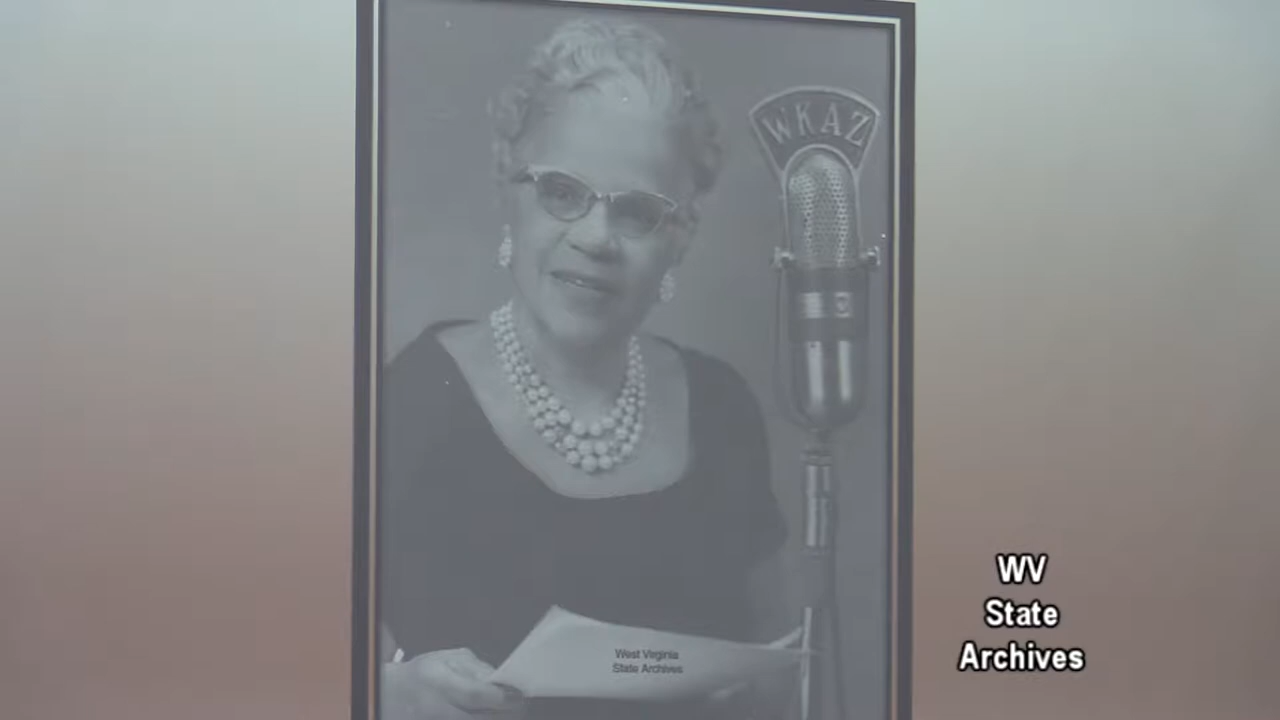 WKAZ
West Virginia
State Archives
WV
State
Archives